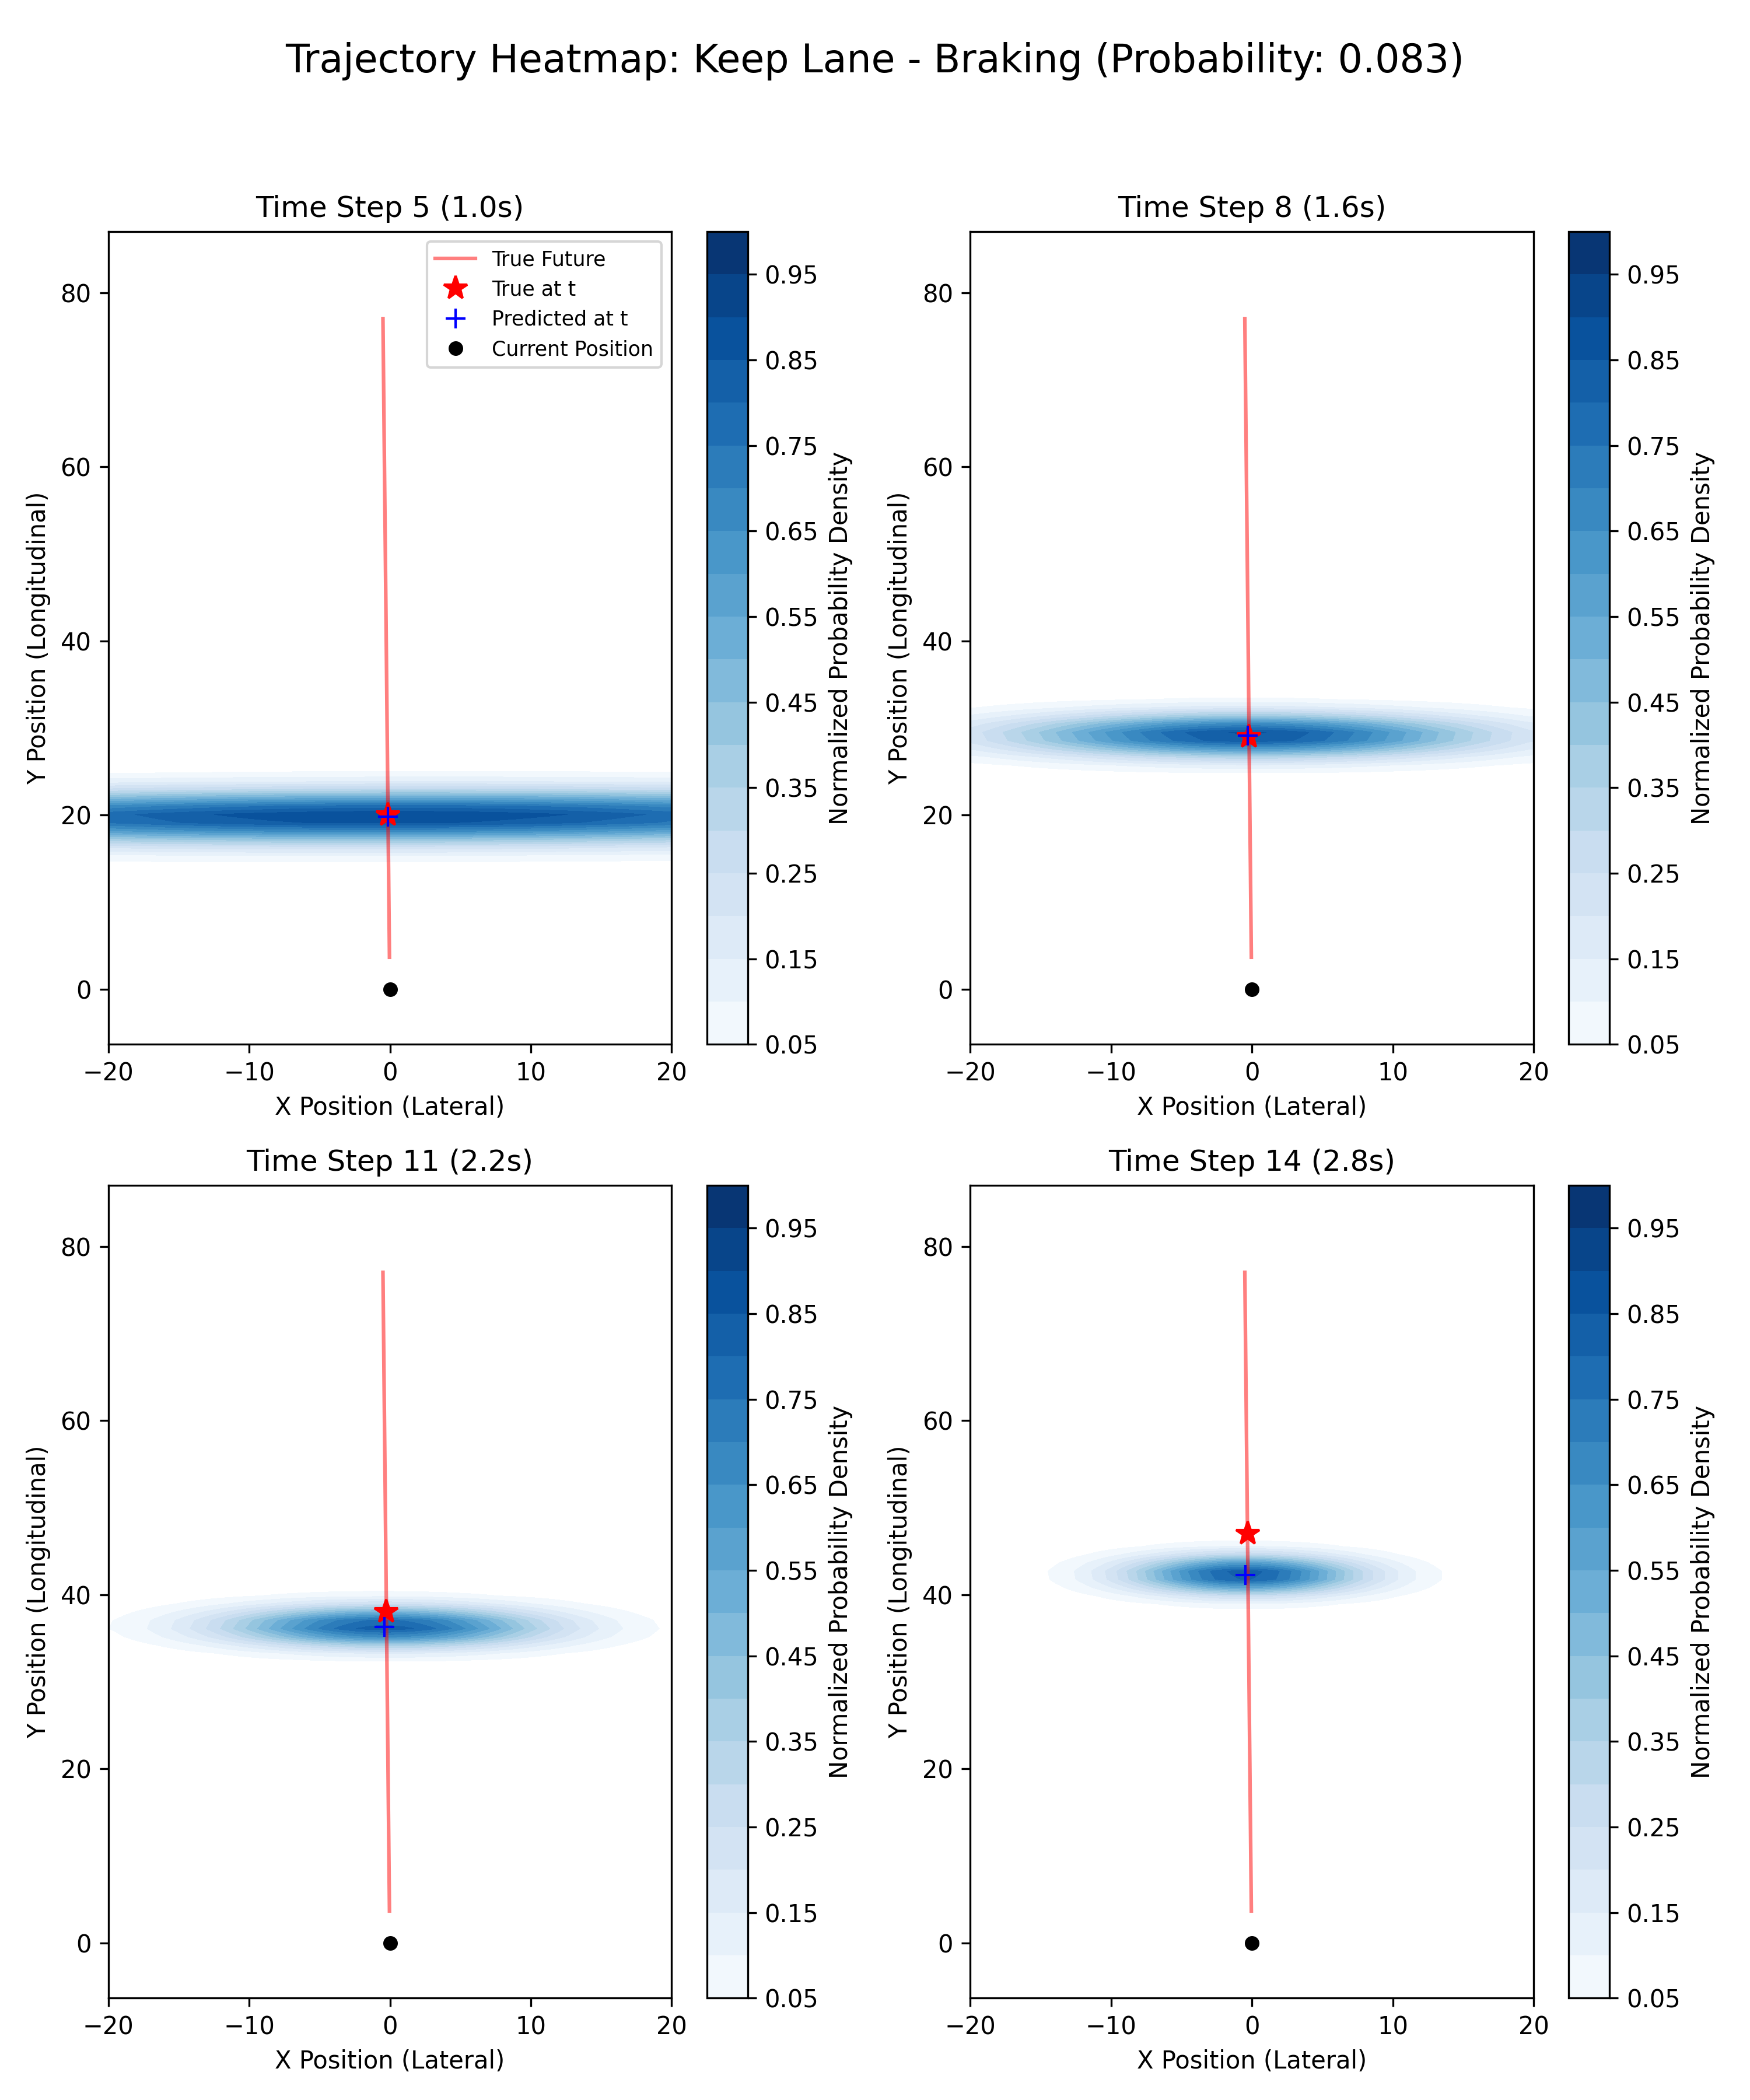 Trajectory Heatmap: Keep Lane - Braking (Probability: 0.083)
Time Step 5 (1.0s)
True Future
True at t
Predicted at t
Current Position
80
60
40
20
0
−20 −10 0 10 20
X Position (Lateral)
Y Position (Longitudinal)
0.95
0.85
0.75
0.65
0.55
0.45
0.35
0.25
0.15
0.05
Normalized Probability Density
Time Step 8 (1.6s)
80
60
40
20
0
−20 −10 0 10 20
X Position (Lateral)
Y Position (Longitudinal)
0.95
0.85
0.75
0.65
0.55
0.45
0.35
0.25
0.15
0.05
Normalized Probability Density
Time Step 11 (2.2s)
80
60
40
20
0
−20 −10 0 10 20
X Position (Lateral)
Y Position (Longitudinal)
0.95
0.85
0.75
0.65
0.55
0.45
0.35
0.25
0.15
0.05
Normalized Probability Density
Time Step 14 (2.8s)
80
60
40
20
0
−20 −10 0 10 20
X Position (Lateral)
Y Position (Longitudinal)
0.95
0.85
0.75
0.65
0.55
0.45
0.35
0.25
0.15
0.05
Normalized Probability Density